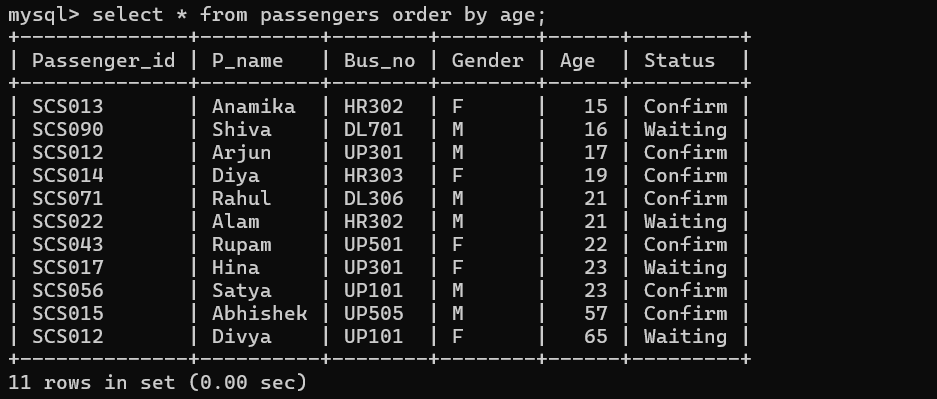 mysql> select * from passengers order by age;
+--------------+----------+--------+--------+------+---------+
| Passenger_id | P_name   | Bus_no | Gender | Age  | Status  |
+--------------+----------+--------+--------+------+---------+
| SCS013       | Anamika  | HR302  | F      |   15 | Confirm |
| SCS090       | Shiva    | DL701  | M      |   16 | Waiting |
| SCS012       | Arjun    | UP301  | M      |   17 | Confirm |
| SCS014       | Diya     | HR303  | F      |   19 | Confirm |
| SCS071       | Rahul    | DL306  | M      |   21 | Confirm |
| SCS022       | Alam     | HR302  | M      |   21 | Waiting |
| SCS043       | Rupam    | UP501  | F      |   22 | Confirm |
| SCS017       | Hina     | UP301  | F      |   23 | Waiting |
| SCS056       | Satya    | UP101  | M      |   23 | Confirm |
| SCS015       | Abhishek | UP505  | M      |   57 | Confirm |
| SCS012       | Divya    | UP101  | F      |   65 | Waiting |
+--------------+----------+--------+--------+------+---------+
11 rows in set (0.00 sec)